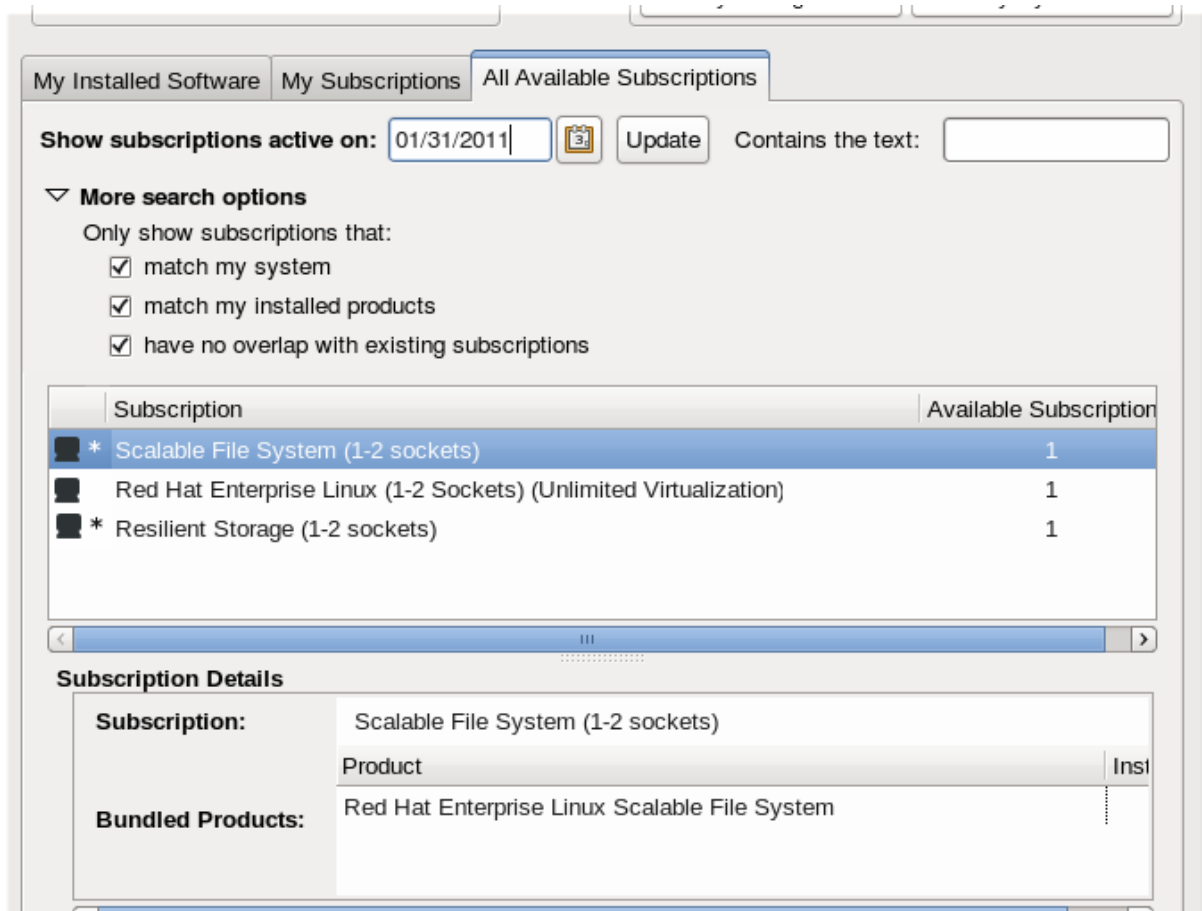 My Installed Software My Subscriptions All Available Subscriptions
Show subscriptions active on: 01/31/2011 Update Contains the text:
More search options
Only show subscriptions that:
match my system
match my installed products
have no overlap with existing subscriptions
Subscription Available Subscription
* Scalable File System (1-2 sockets) 1
Red Hat Enterprise Linux (1-2 Sockets) (Unlimited Virtualization) 1
* Resilient Storage (1-2 sockets) 1
Subscription Details
Subscription: Scalable File System (1-2 sockets)
Product Inst
Bundled Products: Red Hat Enterprise Linux Scalable File System